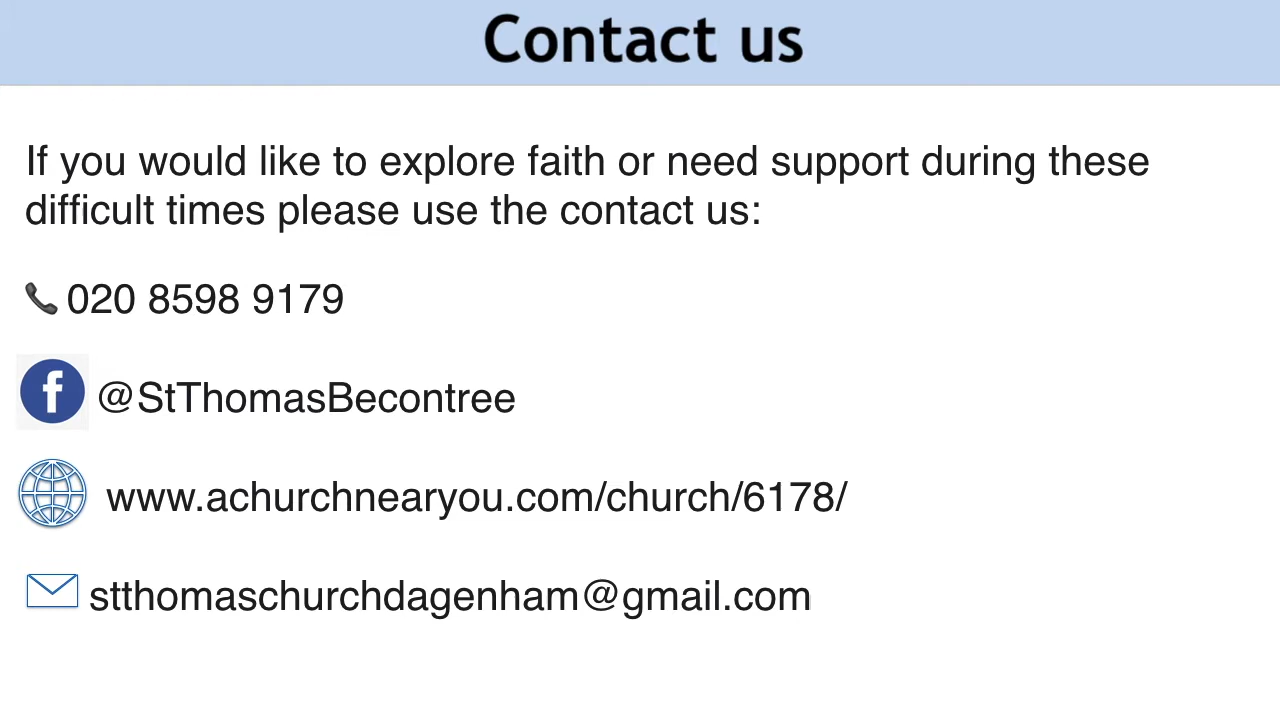 Contact us
If you would like to explore faith or need support during these
difficult times please use the contact us:
020 8598 9179
@StThomasBecontree
www.achurchnearyou.com/church/6178/
stthomaschurchdagenham@gmail.com